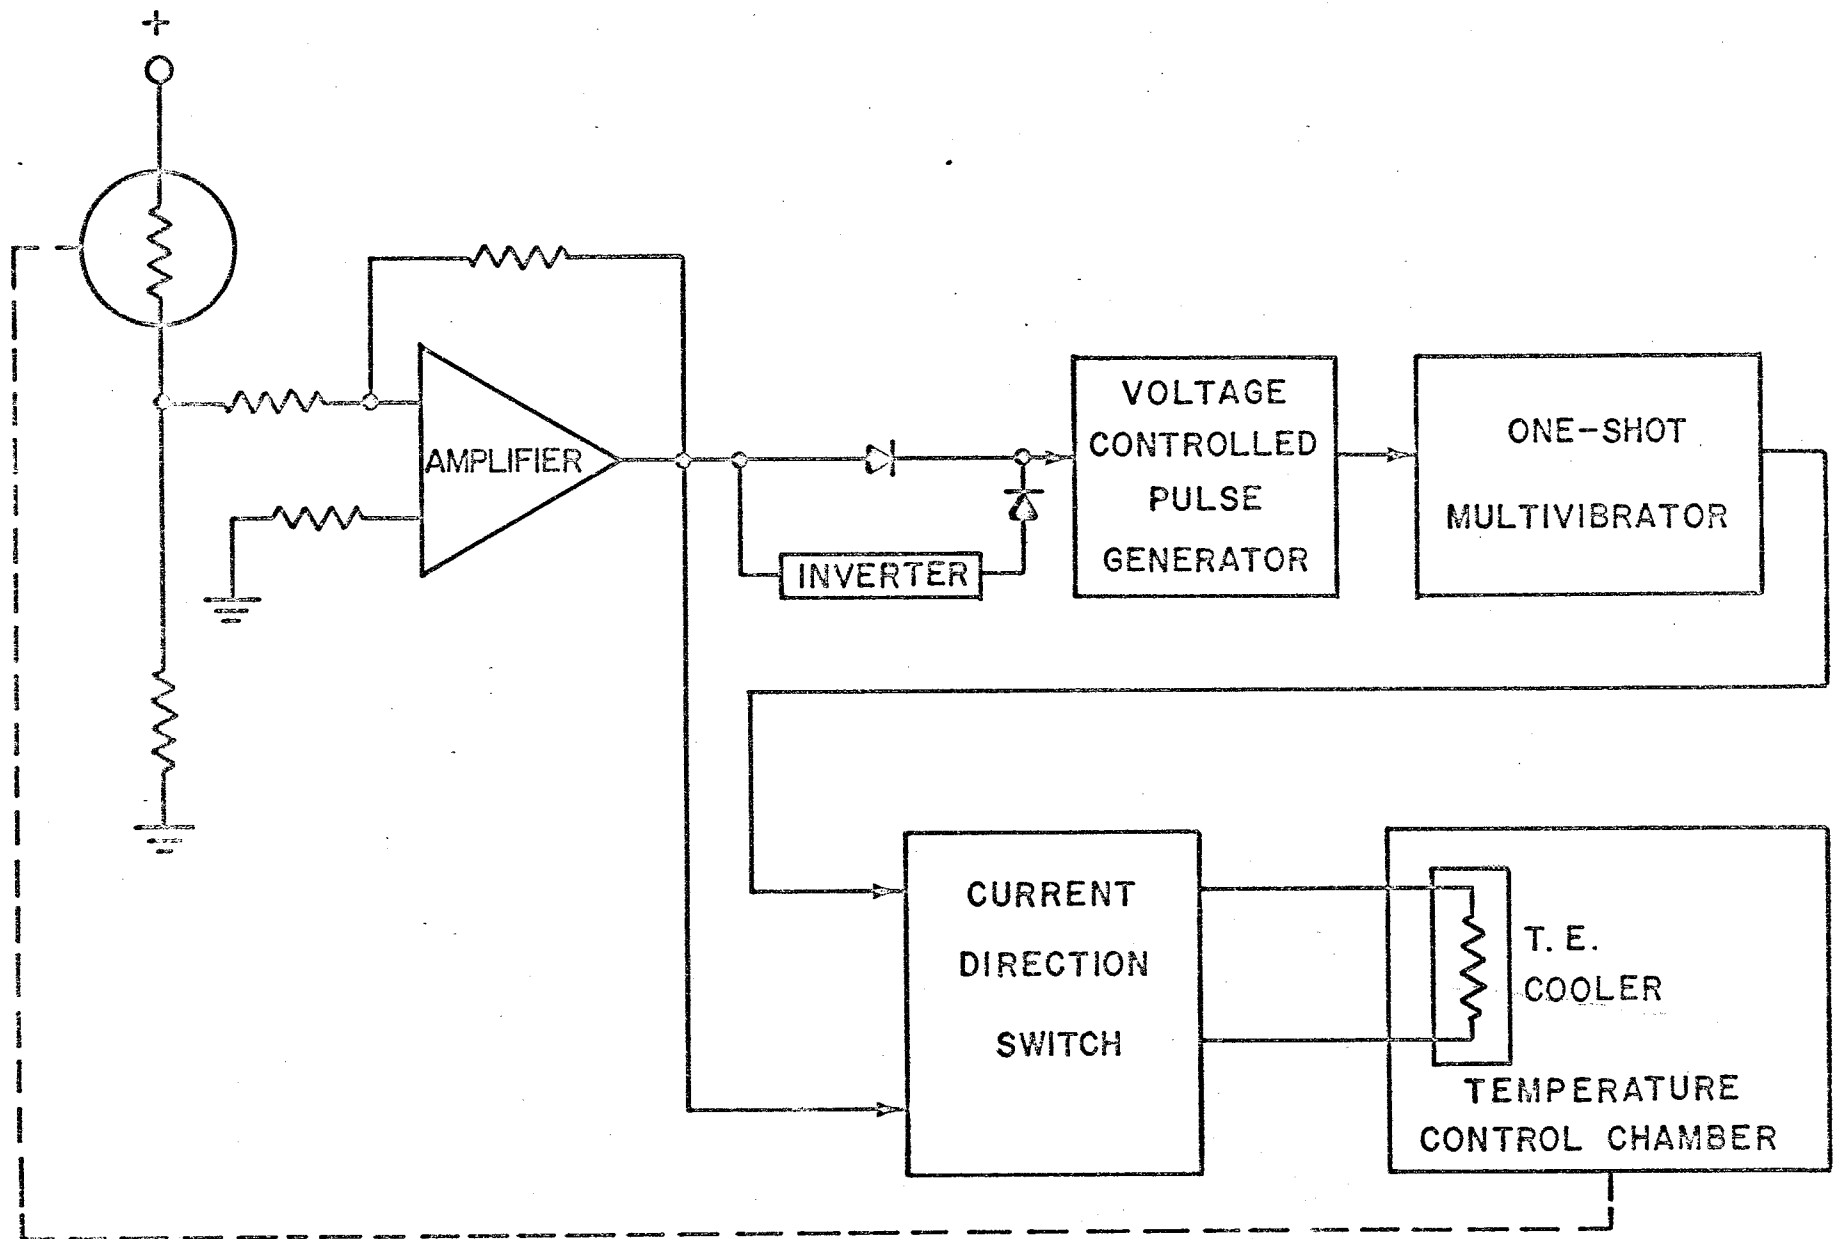 +
AMPLIFIER
INVERTER
VOLTAGE
CONTROLLED
PULSE
GENERATOR
ONE-SHOT
MULTIVIBRATOR
CURRENT
DIRECTION
SWITCH
T. E.
COOLER
TEMPERATURE
CONTROL CHAMBER